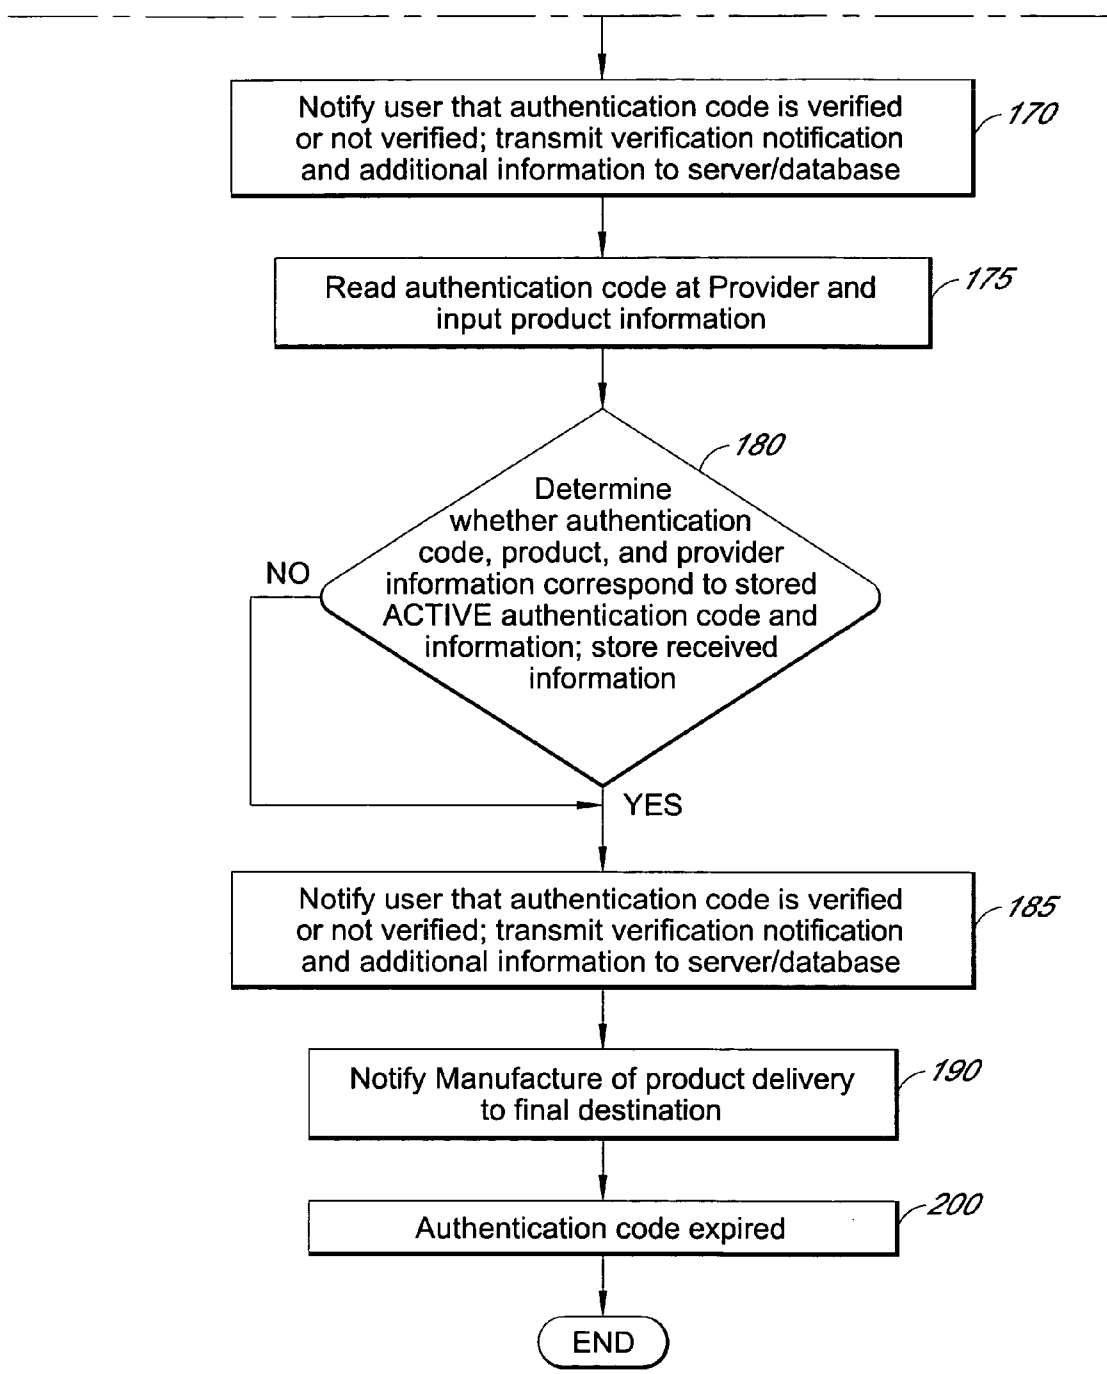 Notify user that authentication code is verified
or not verified; transmit verification notification
and additional information to server/database
170
Read authentication code at Provider and
input product information
175
180
Determine
whether authentication
code, product, and provider
information correspond to stored
ACTIVE authentication code and
information; store received
information
NO
YES
Notify user that authentication code is verified
or not verified; transmit verification notification
and additional information to server/database
185
Notify Manufacture of product delivery
to final destination
190
Authentication code expired
200
END